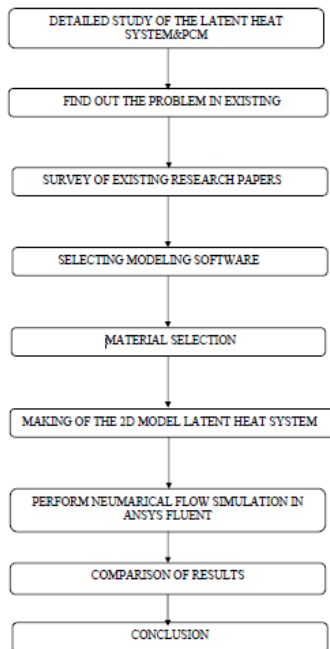 DETAILED STUDY OF THE LATENT HEAT
SYSTEM&PCM
FIND OUT THE PROBLEM IN EXISTING
SURVEY OF EXISTING RESEARCH PAPERS
SELECTING MODELING SOFTWARE
MATERIAL SELECTION
MAKING OF THE 2D MODEL LATENT HEAT SYSTEM
PERFORM NEUMARICAL FLOW SIMULATION IN
ANSYS FLUENT
COMPARISON OF RESULTS
CONCLUSION